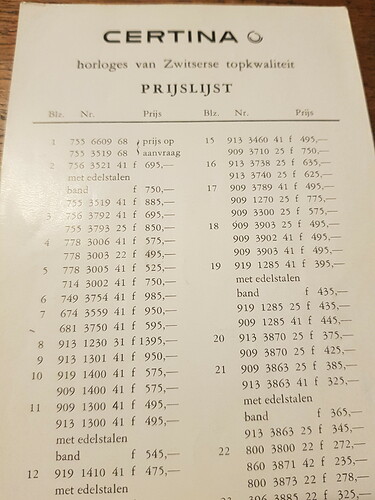 CERTINA
horloges van Zwitserse topkwaliteit
PRIJSLIJST
Blz. Nr. Prijs
1 735 6609 68 prijs op
755 3519 68 aanvraag
2 756 3521 41 f 695,—
met edelstalen
band f 750,—
755 3519 41 f 885,—
3 756 3792 41 f 695,—
755 3793 25 f 850,—
4 778 3006 41 f 575,—
778 3003 22 f 495,—
5 778 3005 41 f 525,—
714 3002 41 f 750,—
6 749 3754 41 f 985,—
7 674 3559 41 f 950,—
681 3750 41 f 595,—
8 913 1230 31 f 1395,—
9 913 1301 41 f 950,—
10 919 1400 41 f 575,—
909 1400 41 f 575,—
11 909 1300 41 f 495,—
913 1300 41 f 495,—
met edelstalen
band f 545,—
12 919 1410 41 f 475,—
met edelstalen
Blz. Nr. Prijs
15 913 3460 41 f 495,—
909 3710 25 f 750,—
16 913 3738 25 f 635,—
913 3740 25 f 625,—
17 909 3789 41 f 495,—
909 1270 25 f 775,—
909 3300 25 f 575,—
18 909 3903 25 f 495,—
909 3902 41 f 495,—
909 3903 41 f 495,—
19 919 1285 41 f 395,—
met edelstalen
band f 435,—
919 1285 25 f 435,—
909 1285 41 f 445,—
20 913 3870 25 f 375,—
909 3870 25 f 425,—
21 909 3863 25 f 385,—
913 3863 41 f 325,—
met edelstalen
band f 365,—
913 3863 25 f 345,—
22 800 3800 22 f 272,—
860 3871 42 f 235,—
800 3873 22 f 278,—
306 3885 22 f 325,—